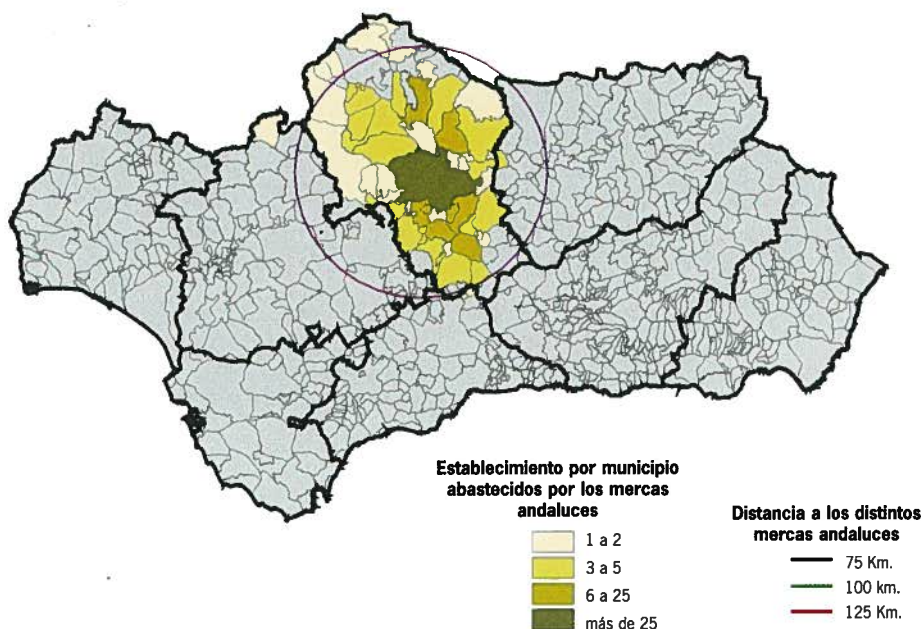 Establecimiento por municipio
abastecidos por los mercas
andaluces
1 a 2
3 a 5
6 a 25
más de 25
Distancia a los distintos
mercas andaluces
75 Km.
100 km.
125 Km.